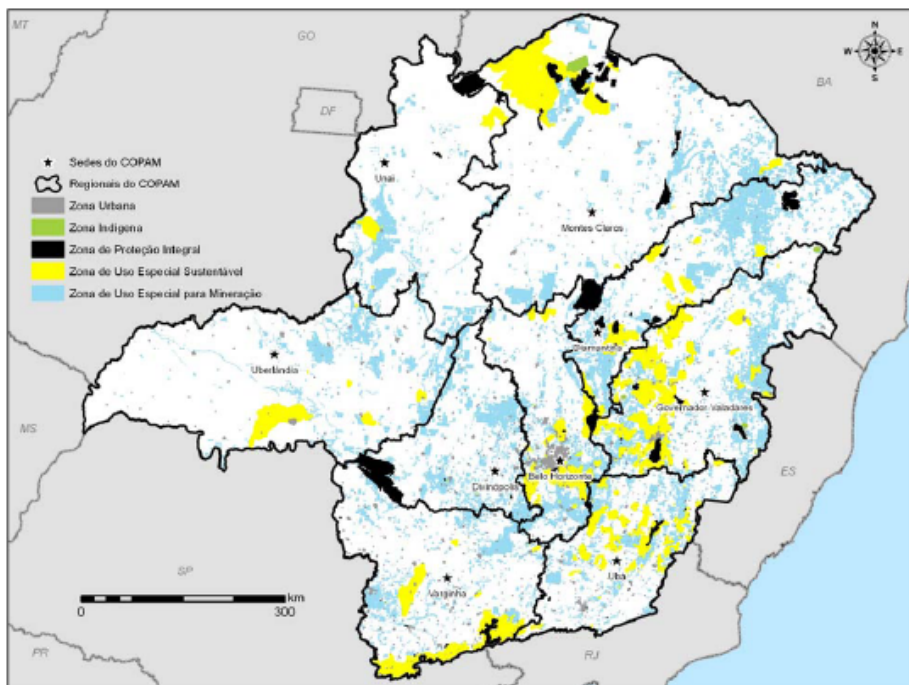 MT
GO
N
W E
S
BA
DF
Sedes do COPAM
Regionais do COPAM
Zona Urbana
Zona Indígena
Zona de Proteção Integral
Zona de Uso Especial Sustentável
Zona de Uso Especial para Mineração
Unaí
Montes Claros
Diamantina
Uberlândia
Governador Valadares
MS
ES
Belo Horizonte
Divinópolis
Ubá
Varginha
SP
km
0 300
PR
RJ